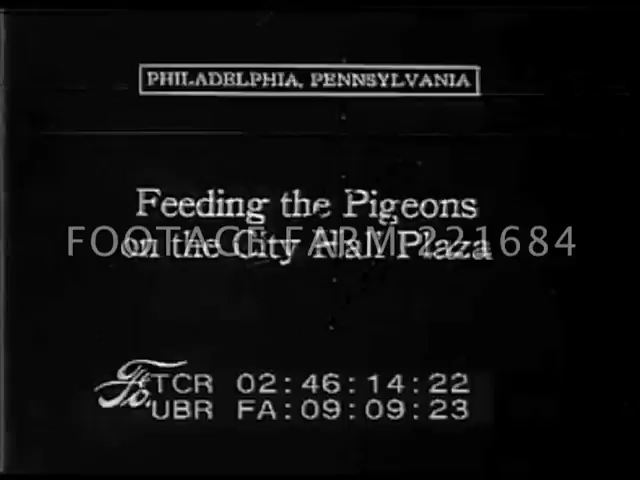 PHILADELPHIA, PENNSYLVANIA
Feeding the Pigeons
on the City Hall Plaza
FOOTAGE FARM 221684
TCR 02:46:14:22
UBR FA:09:09:23